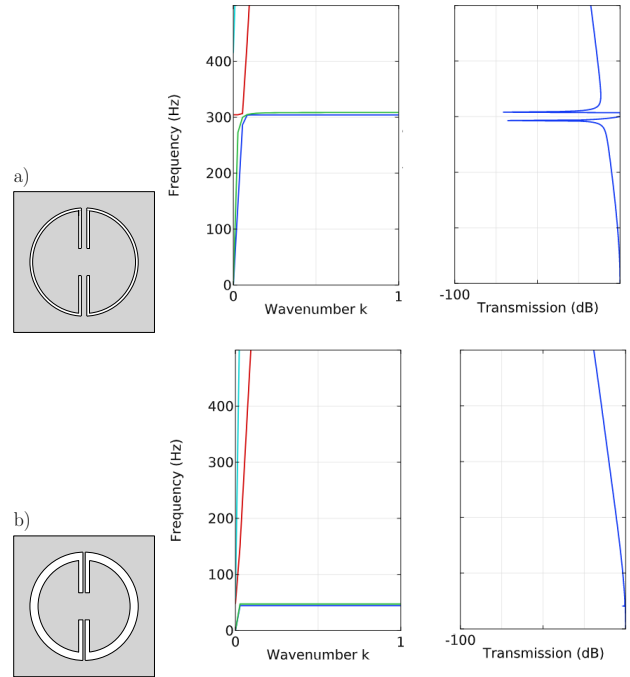 400
300
200
100
0
Frequency (Hz)
0
1
Wavenumber k
-100
Transmission (dB)
a)
400
300
200
100
0
Frequency (Hz)
0
1
Wavenumber k
-100
Transmission (dB)
b)